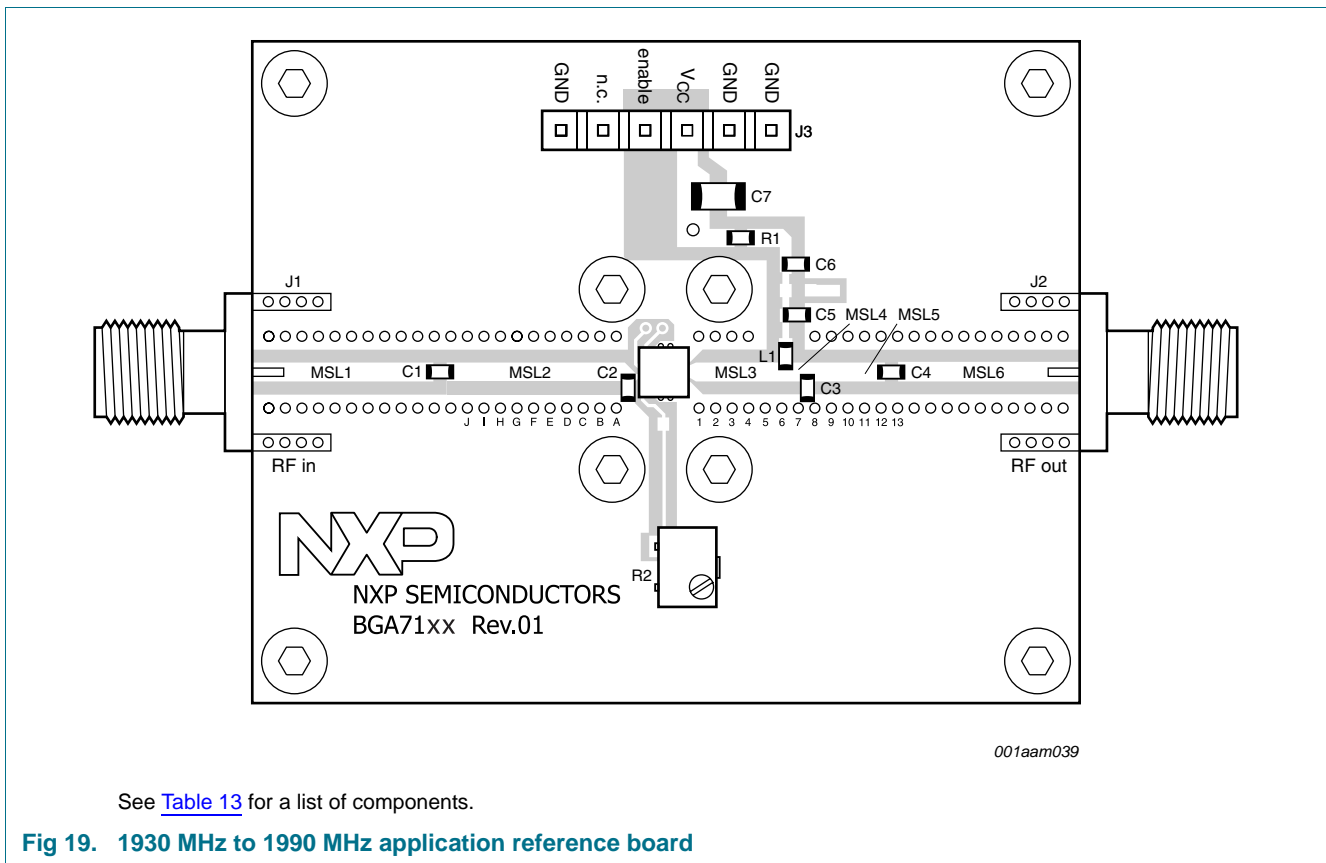 GND
n.c.
enable
VCC
GND
GND
J3
C7
R1
C6
J1
J2
C5
MSL4
MSL5
L1
MSL1
C1
MSL2
C2
MSL3
C3
C4
MSL6
J I H G F E D C B A
1 2 3 4 5 6 7 8 9 10 11 12 13
RF in
RF out
NXP
R2
NXP SEMICONDUCTORS
BGA71xx Rev.01
001aam039
See Table 13 for a list of components.
Fig 19. 1930 MHz to 1990 MHz application reference board